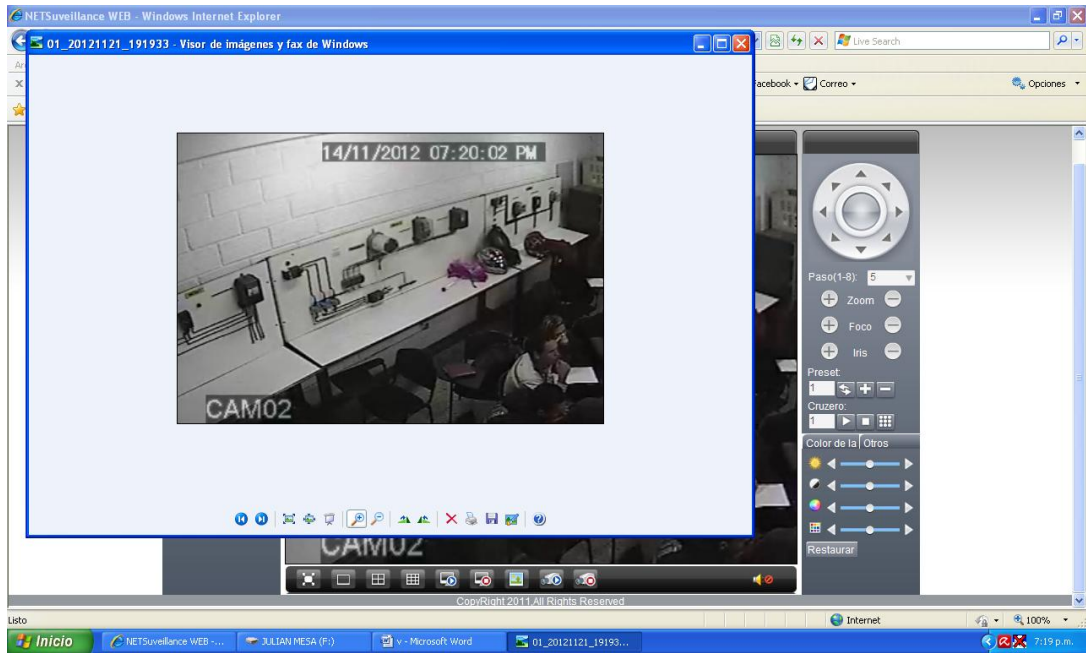 NETSuveillance WEB - Windows Internet Explorer
01_20121121_191933 - Visor de imágenes y fax de Windows
Live Search
acebook
Correo
Opciones
14/11/2012 07:20:02 PM
CAM02
Paso(1-8): 5
Zoom
Foco
Iris
Preset:
1
Cruzero:
1
Color de la
Otros
Restaurar
CAM02
CopyRight 2011,All Rights Reserved
Listo
Internet
100%
Inicio
NETSuveillance WEB -...
JULIAN MESA (F:)
v - Microsoft Word
01_20121121_19193...
7:19 p.m.